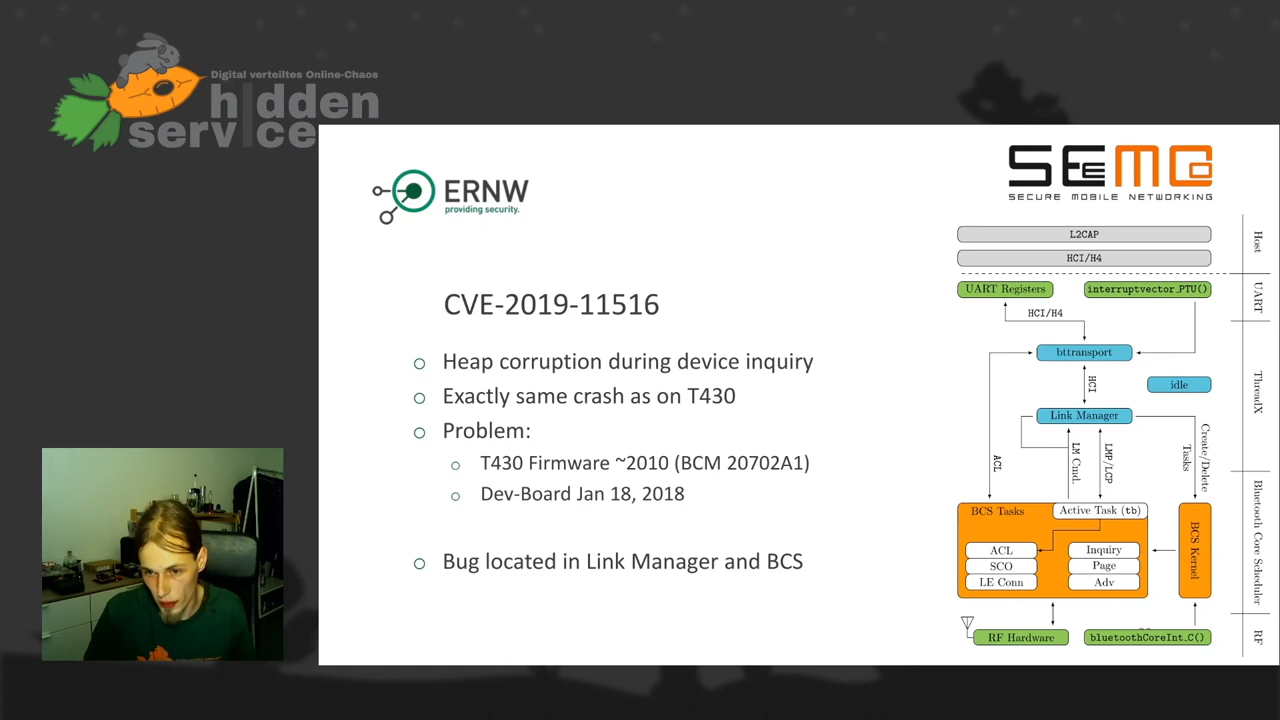 Digital verteiltes Online-Chaos
h|dden
serv|ce
ERNW
providing security.
SEEMOO
SECURE MOBILE NETWORKING
CVE-2019-11516
Heap corruption during device inquiry
Exactly same crash as on T430
Problem:
T430 Firmware ~2010 (BCM 20702A1)
Dev-Board Jan 18, 2018
Bug located in Link Manager and BCS
L2CAP
HCI/H4
Host
UART Registers
interruptvector_PTU()
UART
HCI/H4
bttransport
HCI
idle
ThreadX
Link Manager
ACL
LM Cmd.
LMP/LCP
Create/Delete
Tasks
BCS Tasks
Active Task (tb)
ACL
SCO
LE Conn
Inquiry
Page
Adv
BCS Kernel
Bluetooth Core Scheduler
RF Hardware
bluetoothCoreInt_C()
RF